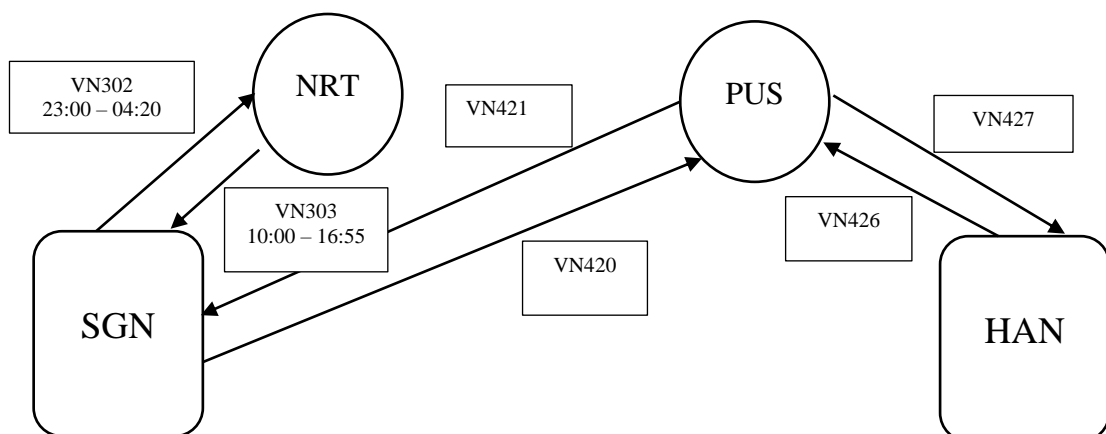 VN302
23:00 – 04:20
NRT
VN421
PUS
VN427
VN303
10:00 – 16:55
VN426
VN420
SGN
HAN